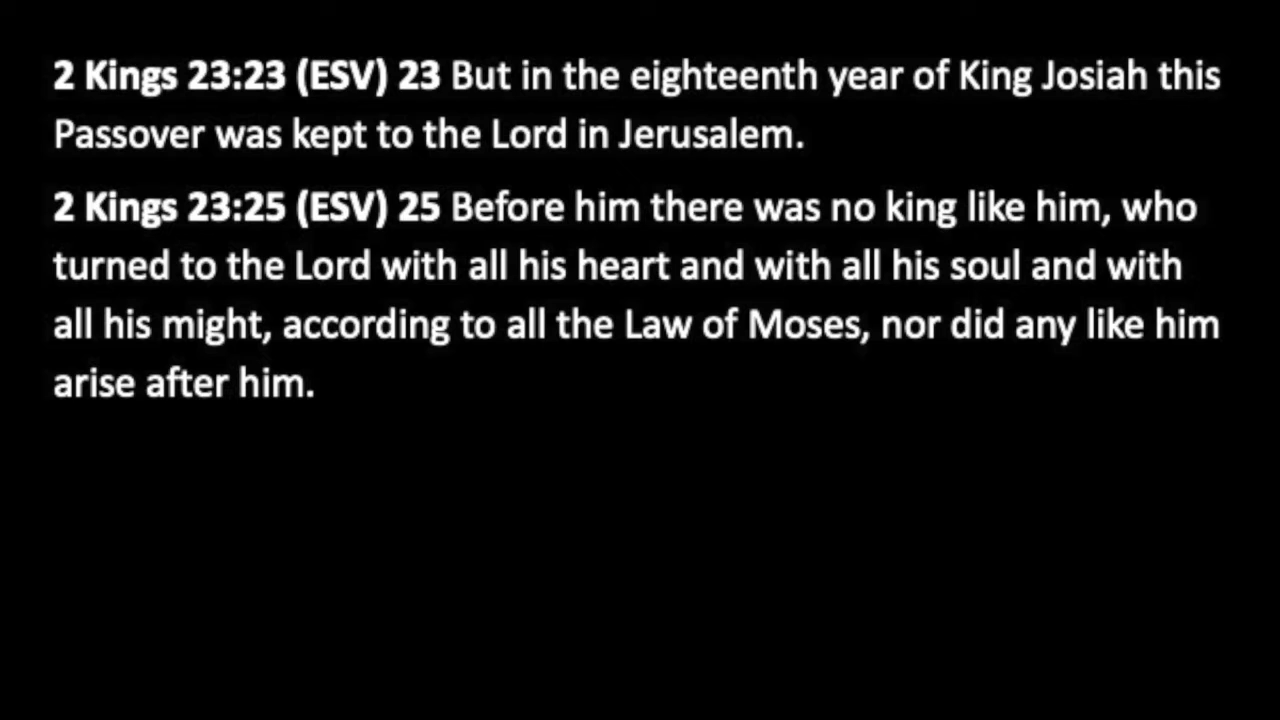 2 Kings 23:23 (ESV) 23 But in the eighteenth year of King Josiah this
Passover was kept to the Lord in Jerusalem.
2 Kings 23:25 (ESV) 25 Before him there was no king like him, who
turned to the Lord with all his heart and with all his soul and with
all his might, according to all the Law of Moses, nor did any like him
arise after him.